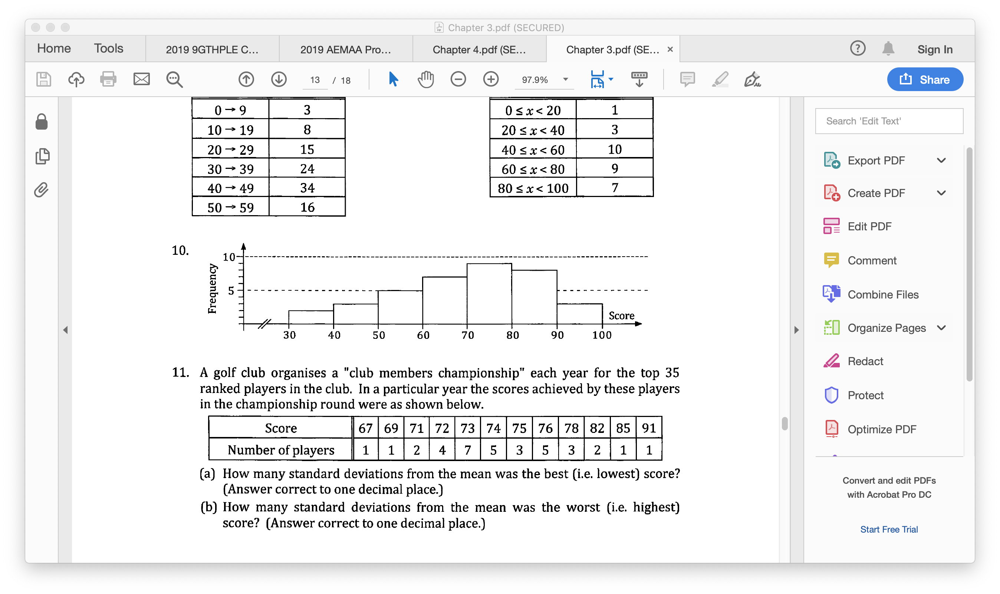 Chapter 3.pdf (SECURED)
Home Tools 2019 9GTHPLE C... 2019 AEMAA Pro... Chapter 4.pdf (SE... Chapter 3.pdf (SE... × ? Sign In
13 / 18 97.9% Share
0 → 9 3
10 → 19 8
20 → 29 15
30 → 39 24
40 → 49 34
50 → 59 16
0 ≤ x < 20 1
20 ≤ x < 40 3
40 ≤ x < 60 10
60 ≤ x < 80 9
80 ≤ x < 100 7
10.
Frequency
10
5
Score
30 40 50 60 70 80 90 100
11. A golf club organises a "club members championship" each year for the top 35
ranked players in the club. In a particular year the scores achieved by these players
in the championship round were as shown below.
Score 67 69 71 72 73 74 75 76 78 82 85 91
Number of players 1 1 2 4 7 5 3 5 3 2 1 1
(a) How many standard deviations from the mean was the best (i.e. lowest) score?
(Answer correct to one decimal place.)
(b) How many standard deviations from the mean was the worst (i.e. highest)
score? (Answer correct to one decimal place.)
Search 'Edit Text'
Export PDF
Create PDF
Edit PDF
Comment
Combine Files
Organize Pages
Redact
Protect
Optimize PDF
Convert and edit PDFs
with Acrobat Pro DC
Start Free Trial